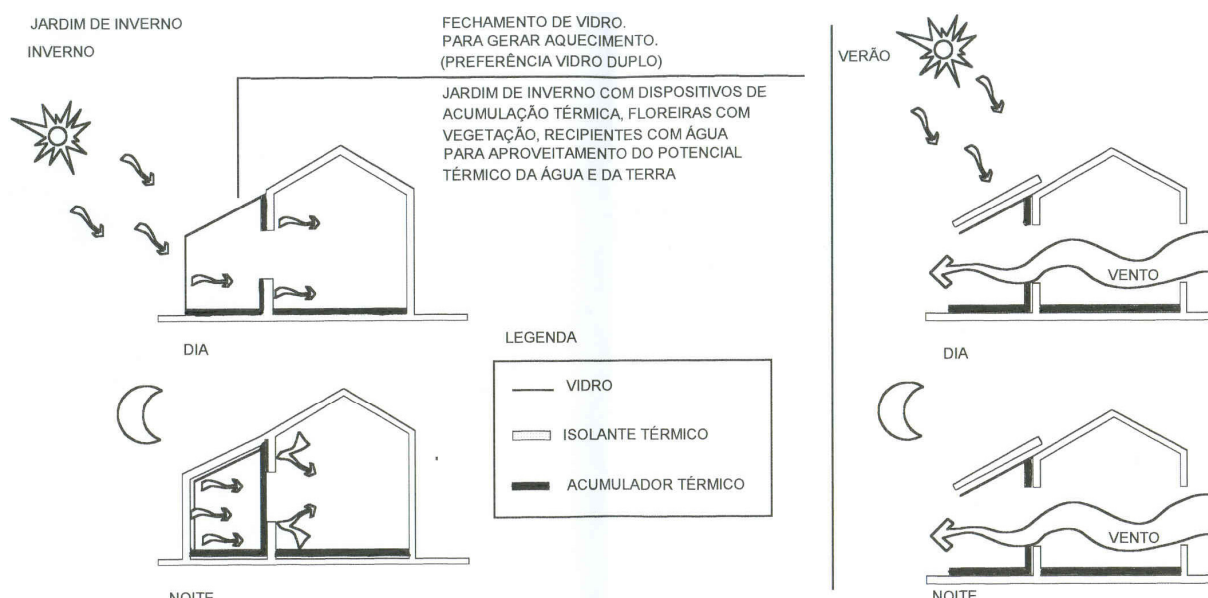 JARDIM DE INVERNO
INVERNO
FECHAMENTO DE VIDRO.
PARA GERAR AQUECIMENTO.
(PREFERÊNCIA VIDRO DUPLO)
JARDIM DE INVERNO COM DISPOSITIVOS DE
ACUMULAÇÃO TÉRMICA, FLOREIRAS COM
VEGETAÇÃO, RECIPIENTES COM ÁGUA
PARA APROVEITAMENTO DO POTENCIAL
TÉRMICO DA ÁGUA E DA TERRA
DIA
NOITE
LEGENDA
VIDRO
ISOLANTE TÉRMICO
ACUMULADOR TÉRMICO
VERÃO
VENTO
DIA
VENTO
NOITE